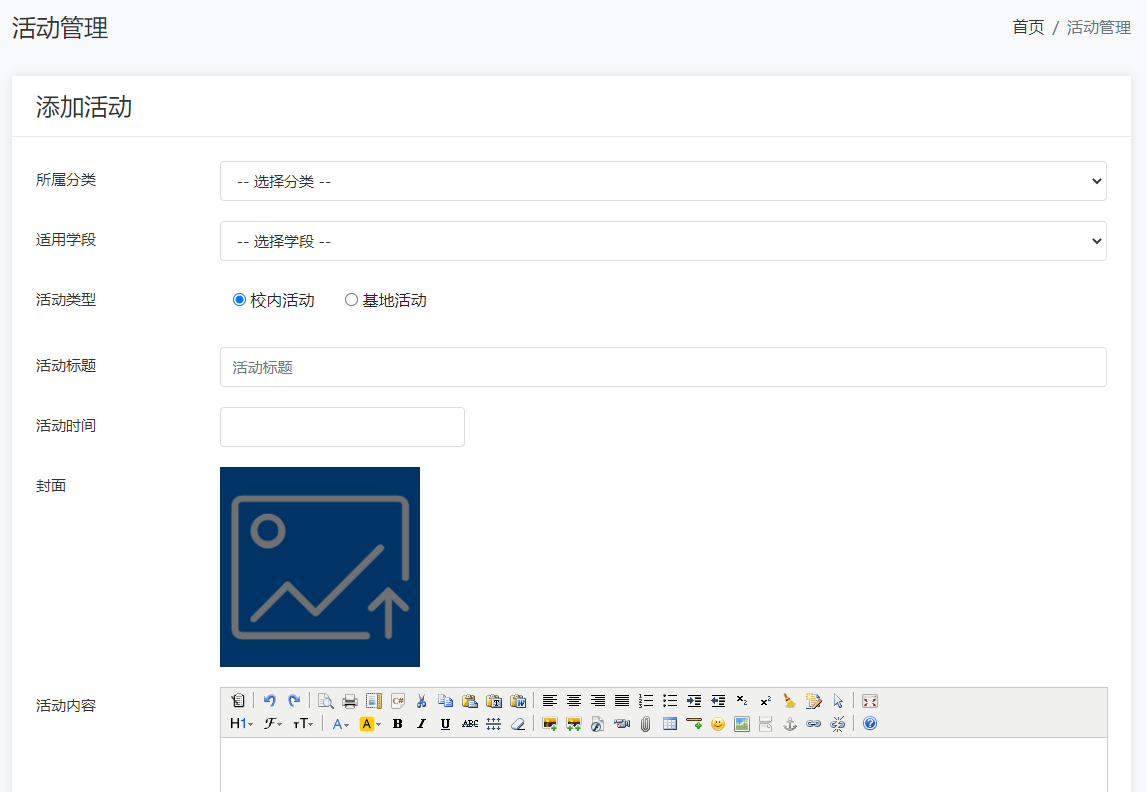 活动管理
首页 / 活动管理
添加活动
所属分类
-- 选择分类 --
适用学段
-- 选择学段 --
活动类型
校内活动 基地活动
活动标题
活动标题
活动时间
封面
活动内容